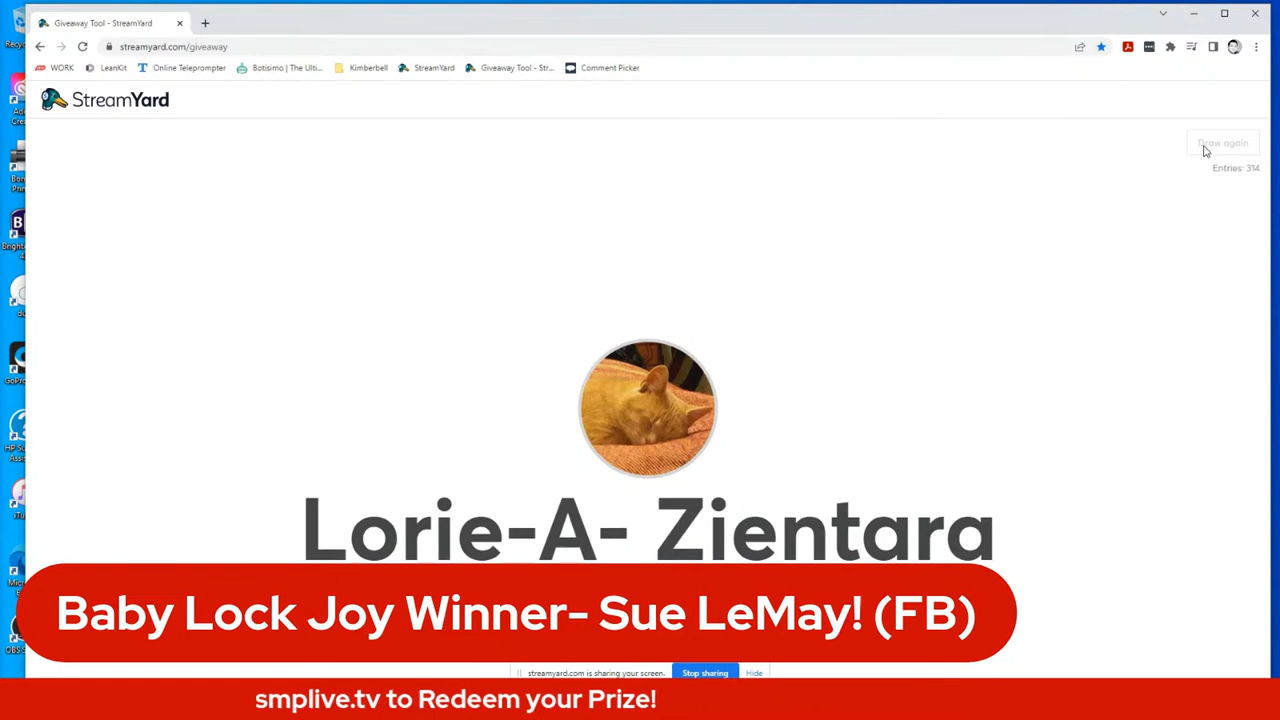 Giveaway Tool - StreamYard
streamyard.com/giveaway
WORK LeanKit Online Teleprompter Botisimo | The Ulti... Kimberbell StreamYard Giveaway Tool - Str... Comment Picker
StreamYard
Draw again
Entries: 314
Lorie-A- Zientara
Baby Lock Joy Winner- Sue LeMay! (FB)
streamyard.com is sharing your screen. Stop sharing Hide
smplive.tv to Redeem your Prize!